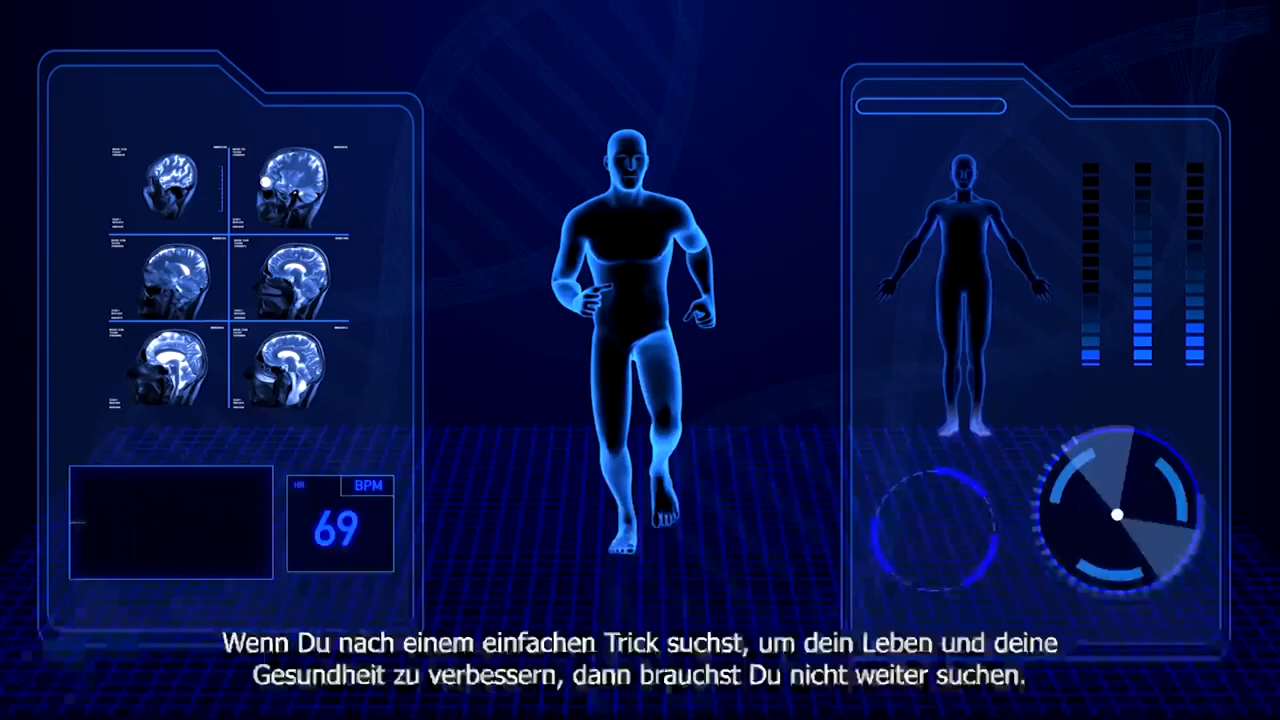 HR
BPM
69
Wenn Du nach einem einfachen Trick suchst, um dein Leben und deine
Gesundheit zu verbessern, dann brauchst Du nicht weiter suchen.